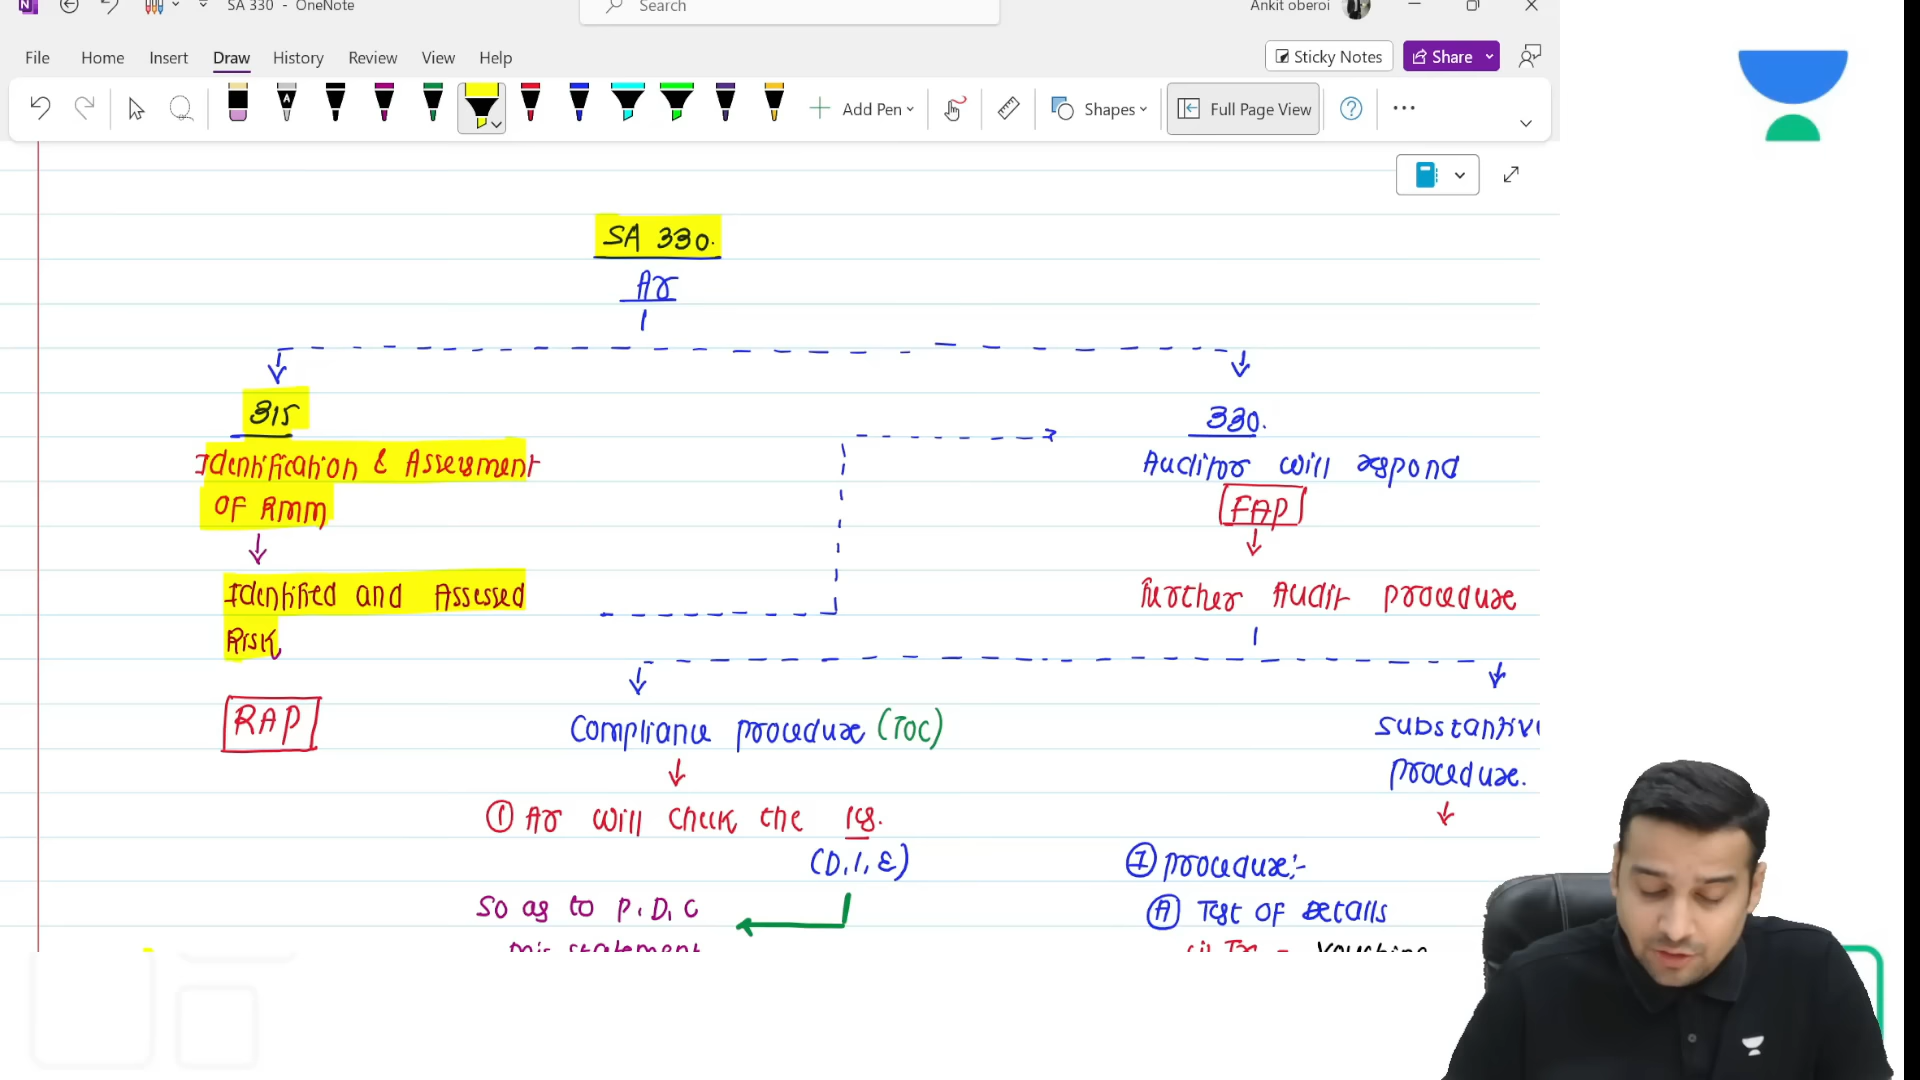 SA 330 - OneNote
Search
Ankit oberoi
File Home Insert Draw History Review View Help
Sticky Notes
Share
Add Pen
Shapes
Full Page View
SA 330.
Ar
315
330.
Identification & Assessment
Auditor will respond
OF RMM
FAP
Identified and Assessed
Further Audit procedure
Risk
RAP
Compliance procedure (TOC)
Substantive
procedure.
① Ar will check the ICS.
(D, I, E)
① procedure:-
So as to P, D, C
Ⓐ Test OF Details
misstatement
Vouching